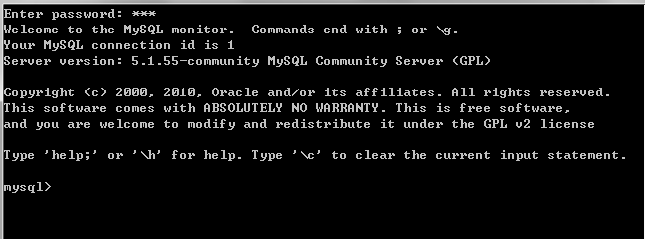 Enter password: ***
Welcome to the MySQL monitor.  Commands end with ; or \g.
Your MySQL connection id is 1
Server version: 5.1.55-community MySQL Community Server (GPL)
Copyright (c) 2000, 2010, Oracle and/or its affiliates. All rights reserved.
This software comes with ABSOLUTELY NO WARRANTY. This is free software,
and you are welcome to modify and redistribute it under the GPL v2 license
Type 'help;' or '\h' for help. Type '\c' to clear the current input statement.
mysql>